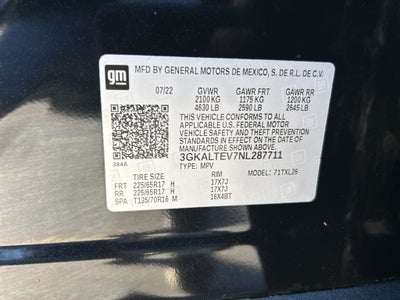 gm
MFD BY GENERAL MOTORS DE MEXICO, S. DE R.L. DE C.V.
07/22 GVWR GAWR FRT GAWR RR
2100 KG 1175 KG 1200 KG
4630 LB 2590 LB 2645 LB
THIS VEHICLE CONFORMS TO ALL APPLICABLE
U.S. FEDERAL MOTOR VEHICLE SAFETY,
BUMPER, AND THEFT PREVENTION
STANDARDS IN EFFECT ON THE DATE OF
MANUFACTURE SHOWN ABOVE.
3GKALTEV7NL287711
384A
TYPE: MPV
TIRE SIZE RIM MODEL: 71TXL26
FRT 225/65R17 H 17X7J
RR 225/65R17 H 17X7J
SPA T135/70R16 M 16X4BT